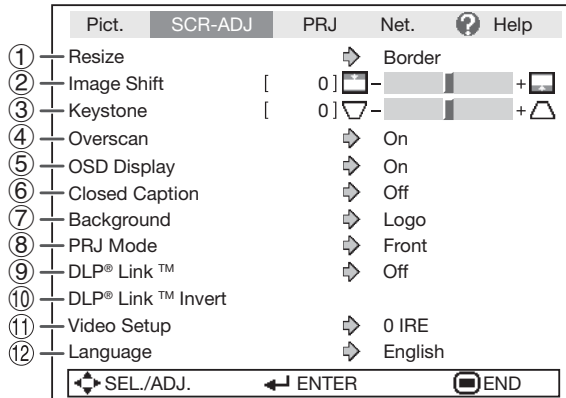 Pict. SCR-ADJ PRJ Net. ? Help
① Resize Border
② Image Shift [ 0 ] - +
③ Keystone [ 0 ] - +
④ Overscan On
⑤ OSD Display On
⑥ Closed Caption Off
⑦ Background Logo
⑧ PRJ Mode Front
⑨ DLP® Link ™ Off
⑩ DLP® Link ™ Invert
⑪ Video Setup 0 IRE
⑫ Language English
SEL./ADJ. ENTER END